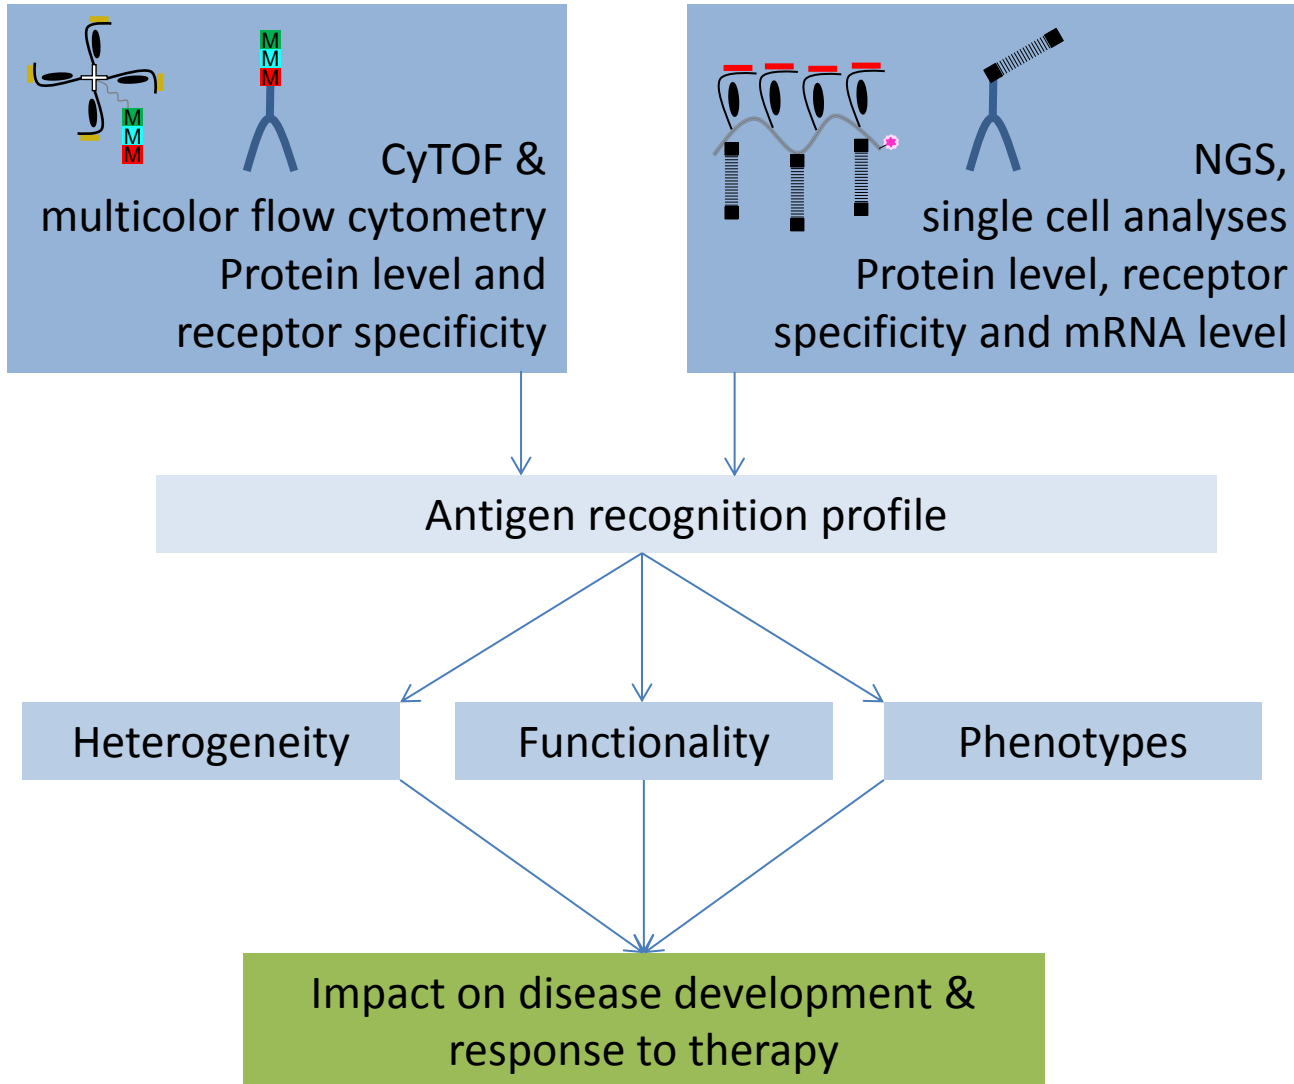 M
M
M
M
M
M
CyTOF &
multicolor flow cytometry
Protein level and
receptor specificity
NGS,
single cell analyses
Protein level, receptor
specificity and mRNA level
Antigen recognition profile
Heterogeneity
Functionality
Phenotypes
Impact on disease development &
response to therapy